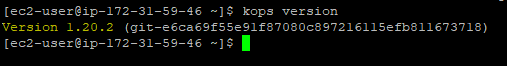 [ec2-user@ip-172-31-59-46 ~]$ kops version
Version 1.20.2 (git-e6ca69f55e91f87080c897216115efb811673718)
[ec2-user@ip-172-31-59-46 ~]$